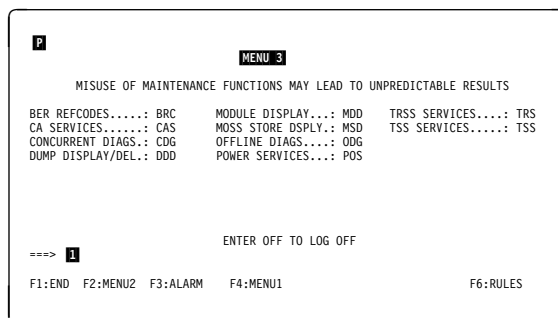 P
MENU 3
MISUSE OF MAINTENANCE FUNCTIONS MAY LEAD TO UNPREDICTABLE RESULTS
BER REFCODES.....: BRC MODULE DISPLAY...: MDD TRSS SERVICES....: TRS
CA SERVICES......: CAS MOSS STORE DSPLY.: MSD TSS SERVICES.....: TSS
CONCURRENT DIAGS.: CDG OFFLINE DIAGS....: ODG
DUMP DISPLAY/DEL.: DDD POWER SERVICES...: POS
ENTER OFF TO LOG OFF
===> 1
F1:END F2:MENU2 F3:ALARM F4:MENU1 F6:RULES